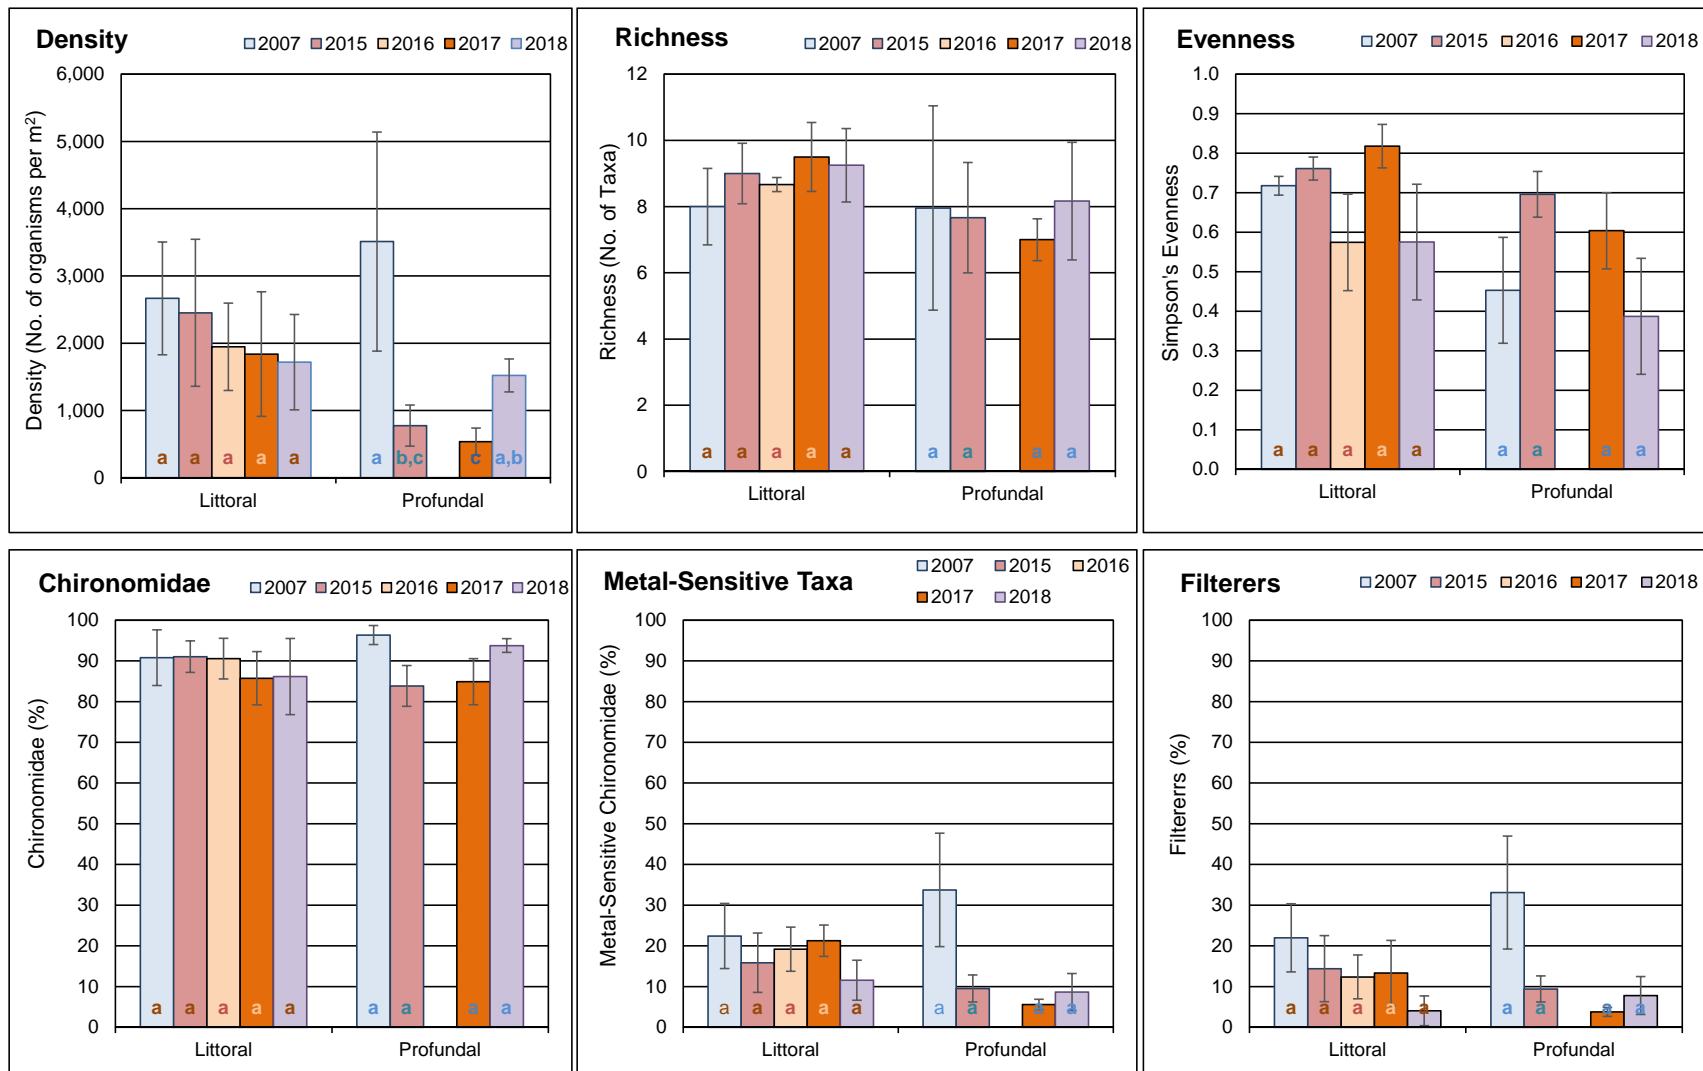 Density
2007 2015 2016 2017 2018
6,000
5,000
4,000
3,000
2,000
1,000
0
Density (No. of organisms per m²)
a a a a a a b,c c a,b
Littoral Profundal
Richness
2007 2015 2016 2017 2018
12
10
8
6
4
2
0
Richness (No. of Taxa)
a a a a a a a a a
Littoral Profundal
Evenness
2007 2015 2016 2017 2018
1.0
0.9
0.8
0.7
0.6
0.5
0.4
0.3
0.2
0.1
0.0
Simpson's Evenness
a a a a a a a a a
Littoral Profundal
Chironomidae
2007 2015 2016 2017 2018
100
90
80
70
60
50
40
30
20
10
0
Chironomidae (%)
a a a a a a a a a
Littoral Profundal
Metal-Sensitive Taxa
2007 2015 2016
2017 2018
100
90
80
70
60
50
40
30
20
10
0
Metal-Sensitive Chironomidae (%)
a a a a a a a a a
Littoral Profundal
Filterers
2007 2015 2016 2017 2018
100
90
80
70
60
50
40
30
20
10
0
Filtererrs (%)
a a a a a a a a a
Littoral Profundal